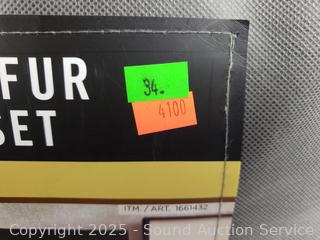 FUR
SET
34.
4100
ITM. / ART. 1661432
Copyright 2025 - Sound Auction Service